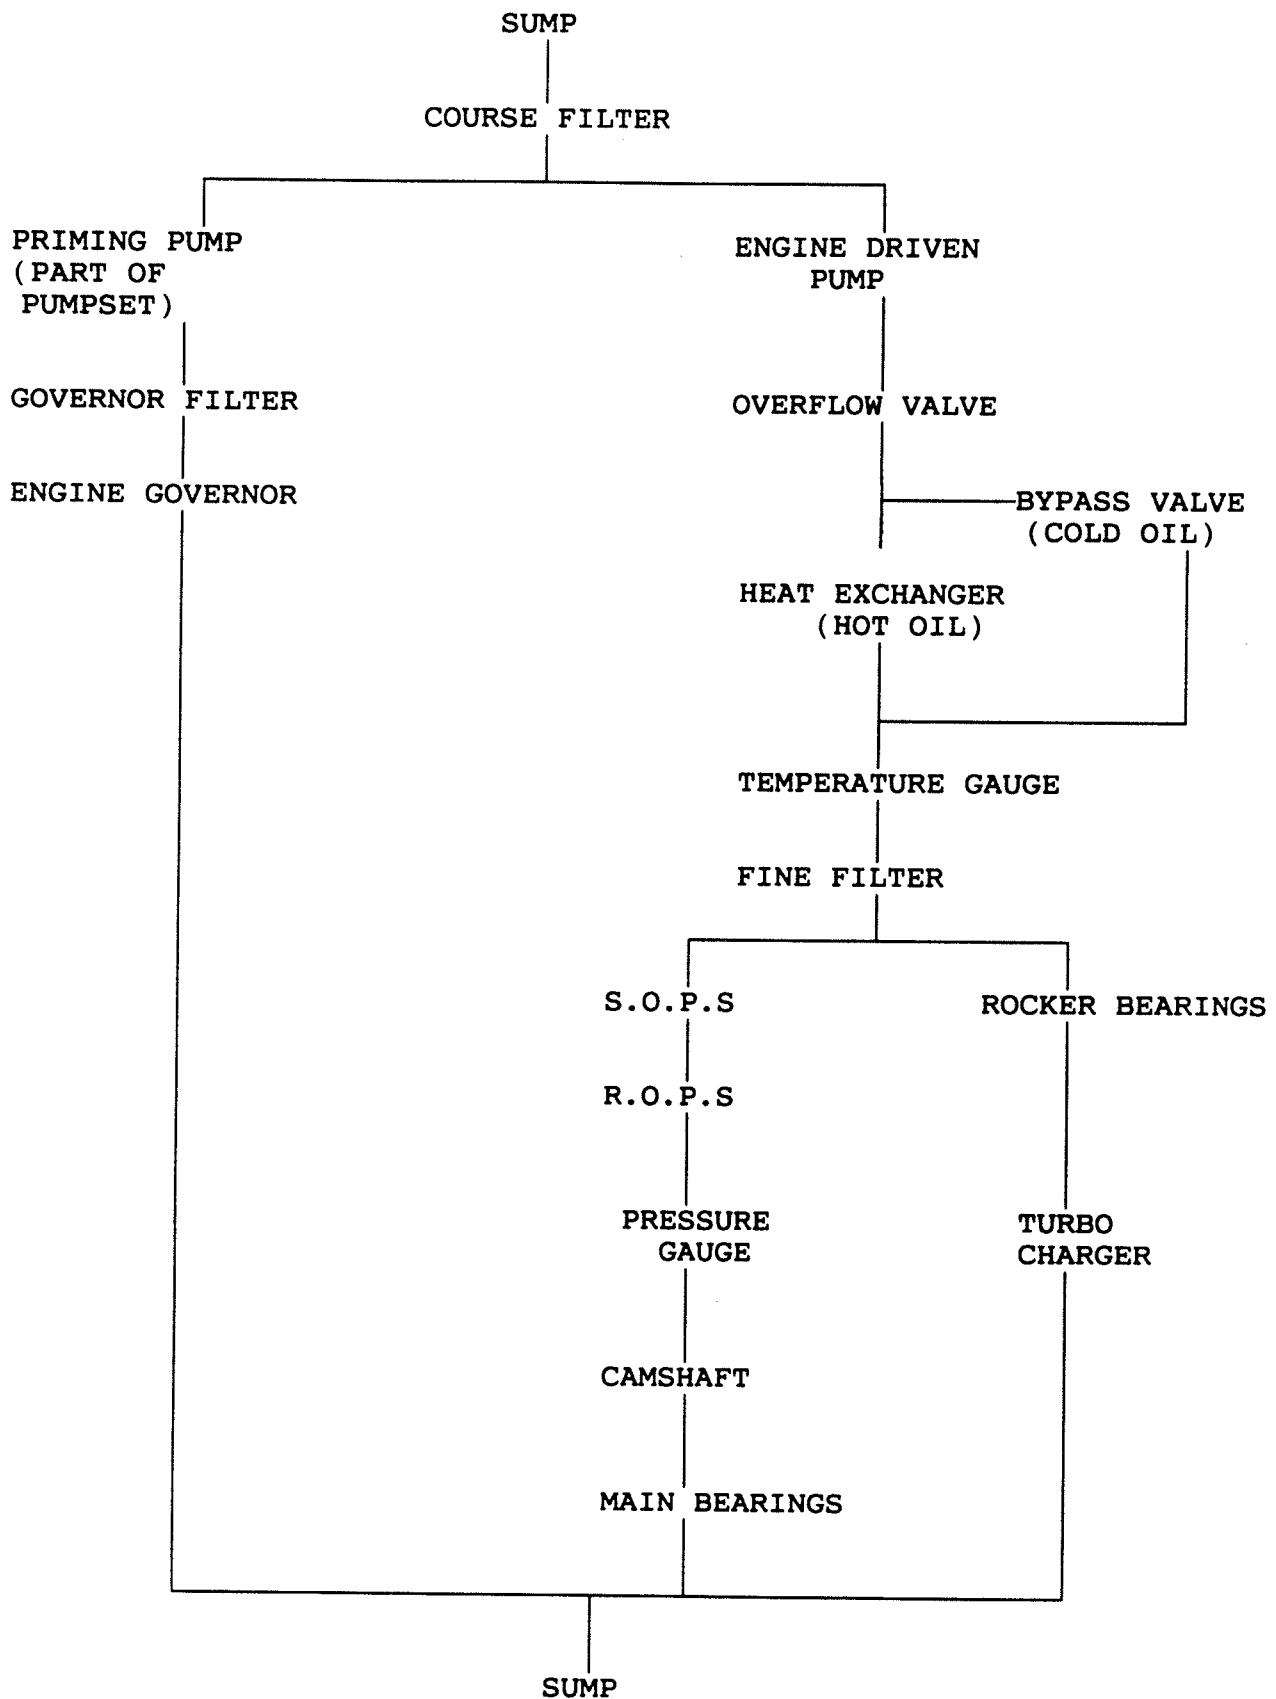 SUMP
COURSE FILTER
PRIMING PUMP
(PART OF
PUMPSET)
ENGINE DRIVEN
PUMP
GOVERNOR FILTER
OVERFLOW VALVE
ENGINE GOVERNOR
BYPASS VALVE
(COLD OIL)
HEAT EXCHANGER
(HOT OIL)
TEMPERATURE GAUGE
FINE FILTER
S.O.P.S
ROCKER BEARINGS
R.O.P.S
PRESSURE
GAUGE
TURBO
CHARGER
CAMSHAFT
MAIN BEARINGS
SUMP